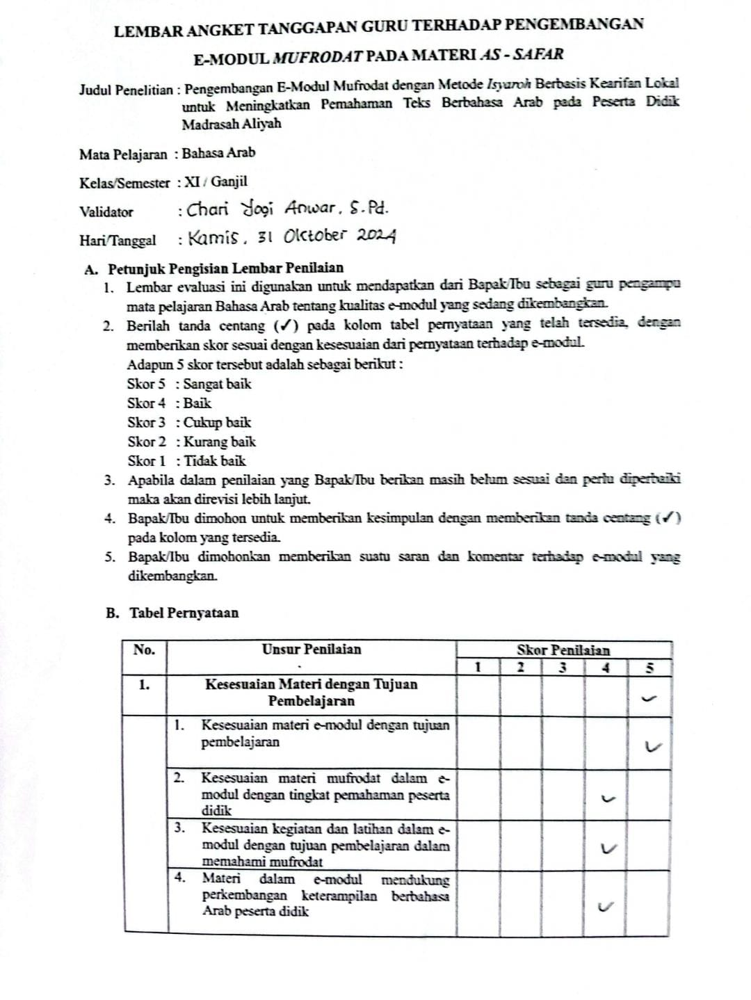 LEMBAR ANGKET TANGGAPAN GURU TERHADAP PENGEMBANGAN
E-MODUL MUFRODAT PADA MATERI AS - SAFAR
Judul Penelitian : Pengembangan E-Modul Mufrodat dengan Metode Isyaroh Berbasis Kearifan Lokal
untuk Meningkatkan Pemahaman Teks Berbahasa Arab pada Peserta Didik
Madrasah Aliyah
Mata Pelajaran : Bahasa Arab
Kelas/Semester : XI / Ganjil
Validator : Chari Yogi Anwar, S.Pd.
Hari/Tanggal : Kamis, 31 Oktober 2024
A. Petunjuk Pengisian Lembar Penilaian
1. Lembar evaluasi ini digunakan untuk mendapatkan dari Bapak/Ibu sebagai guru pengampu
mata pelajaran Bahasa Arab tentang kualitas e-modul yang sedang dikembangkan.
2. Berilah tanda centang (✓) pada kolom tabel pernyataan yang telah tersedia, dengan
memberikan skor sesuai dengan kesesuaian dari pernyataan terhadap e-modul.
Adapun 5 skor tersebut adalah sebagai berikut :
Skor 5 : Sangat baik
Skor 4 : Baik
Skor 3 : Cukup baik
Skor 2 : Kurang baik
Skor 1 : Tidak baik
3. Apabila dalam penilaian yang Bapak/Ibu berikan masih belum sesuai dan perlu diperbaiki
maka akan direvisi lebih lanjut.
4. Bapak/Ibu dimohon untuk memberikan kesimpulan dengan memberikan tanda centang (✓)
pada kolom yang tersedia.
5. Bapak/Ibu dimohonkan memberikan suatu saran dan komentar terhadap e-modul yang
dikembangkan.
B. Tabel Pernyataan
No. Unsur Penilaian Skor Penilaian
1 2 3 4 5
1. Kesesuaian Materi dengan Tujuan
Pembelajaran ✓
1. Kesesuaian materi e-modul dengan tujuan
pembelajaran ✓
2. Kesesuaian materi mufrodat dalam e-
modul dengan tingkat pemahaman peserta ✓
didik
3. Kesesuaian kegiatan dan latihan dalam e-
modul dengan tujuan pembelajaran dalam ✓
memahami mufrodat
4. Materi dalam e-modul mendukung
perkembangan keterampilan berbahasa
Arab peserta didik ✓